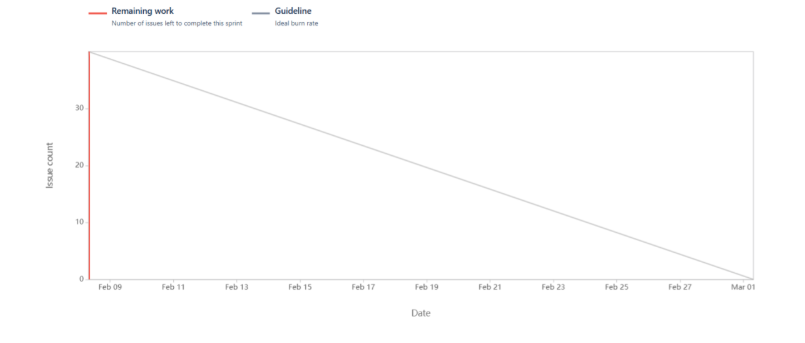 Remaining work
Number of issues left to complete this sprint
Guideline
Ideal burn rate
Issue count
30
20
10
0
Feb 09
Feb 11
Feb 13
Feb 15
Feb 17
Feb 19
Feb 21
Feb 23
Feb 25
Feb 27
Mar 01
Date